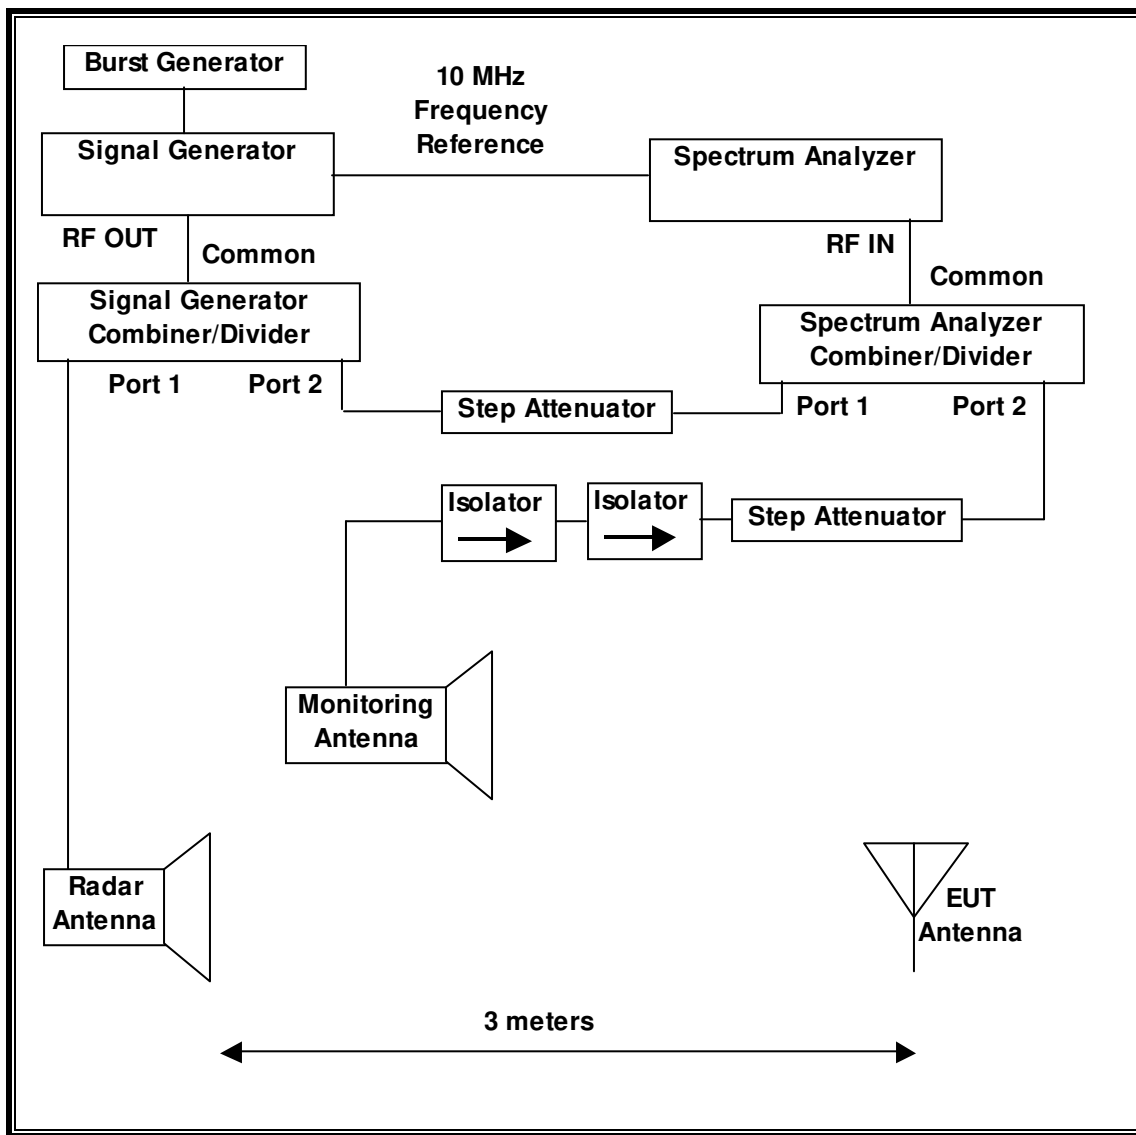 Burst Generator
10 MHz
Frequency
Reference
Signal Generator
Spectrum Analyzer
RF OUT
Common
RF IN
Common
Signal Generator
Combiner/Divider
Spectrum Analyzer
Combiner/Divider
Port 1
Port 2
Step Attenuator
Port 1
Port 2
Isolator
Isolator
Step Attenuator
Monitoring
Antenna
Radar
Antenna
EUT
Antenna
3 meters